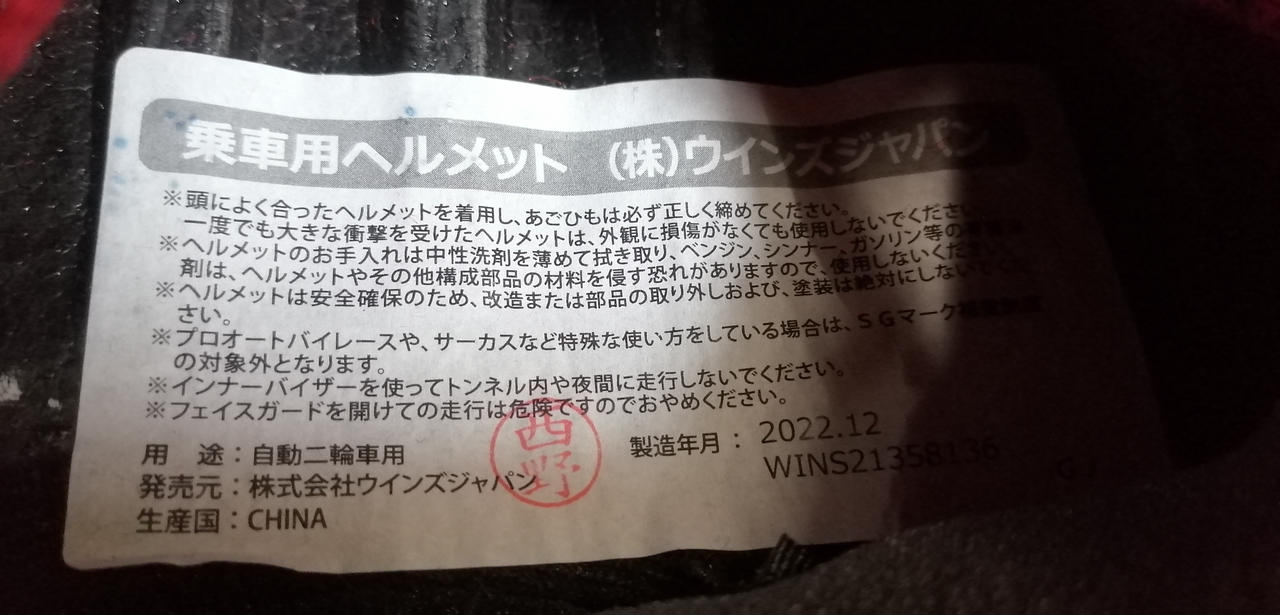 乗車用ヘルメット (株)ウインズジャパン
※頭によく合ったヘルメットを着用し、あごひもは必ず正しく締めてください。
一度でも大きな衝撃を受けたヘルメットは、外観に損傷がなくても使用しないでください。
※ヘルメットのお手入れは中性洗剤を薄めて拭き取り、ベンジン、シンナー、ガソリン等の有機溶
剤は、ヘルメットやその他構成部品の材料を侵す恐れがありますので、使用しないください。
※ヘルメットは安全確保のため、改造または部品の取り外しおよび、塗装は絶対にしないでくだ
さい。
※プロオートバイレースや、サーカスなど特殊な使い方をしている場合は、SGマーク
の対象外となります。
※インナーバイザーを使ってトンネル内や夜間に走行しないでください。
※フェイスガードを開けての走行は危険ですのでおやめください。
用 途:自動二輪車用
発売元:株式会社ウインズジャパン
生産国:CHINA
西野
製造年月: 2022.12
WINS21358136
GJ